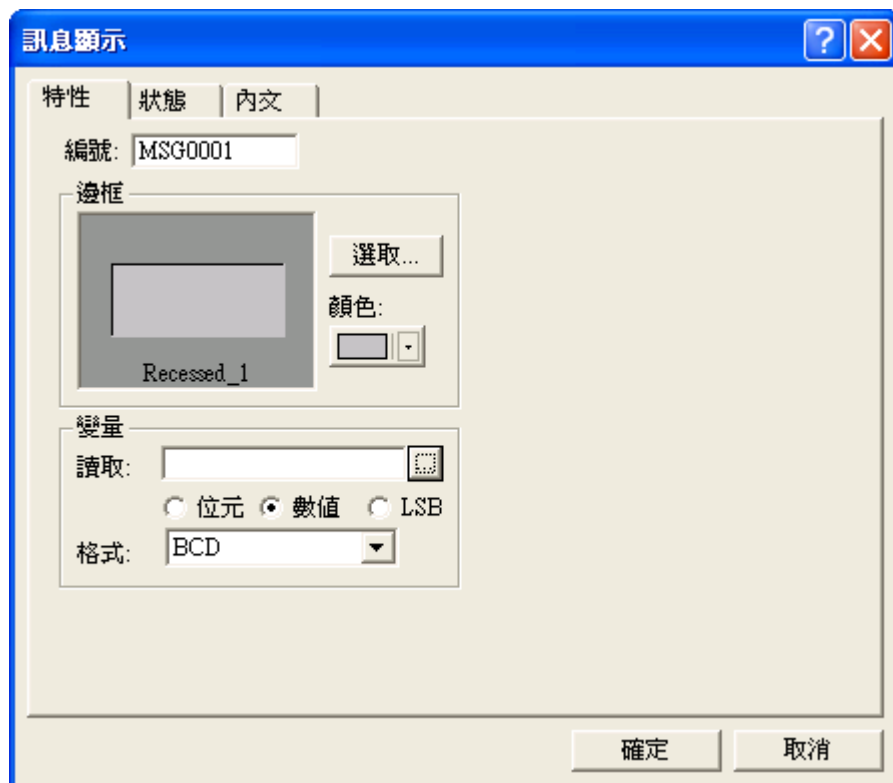 訊息顯示
特性 狀態 內文
編號: MSG0001
邊框
選取...
顏色:
Recessed_1
變量
讀取:
位元 數值 LSB
格式: BCD
確定 取消